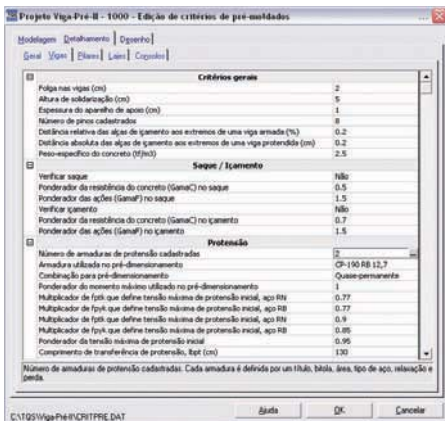 Projeto Viga-Pré-II - 1000 - Edição de critérios de pré-moldados
Modelagem Detalhamento Desenho
Geral Vigas Pilares Lajes Consolos
Critérios gerais
Folga nas vigas (cm) 2
Altura de solidarização (cm) 5
Espessura do aparelho de apoio (cm) 1
Número de pinos cadastrados 8
Distância relativa das alças de içamento aos extremos de uma viga armada (%) 0.2
Distância absoluta das alças de içamento aos extremos de uma viga protendida (cm) 0.2
Peso-específico do concreto (tf/m3) 2.5
Saque / Içamento
Verificar saque Não
Ponderador da resistência do concreto (GamaC) no saque 0.5
Ponderador das ações (GamaF) no saque 1.5
Verificar içamento Não
Ponderador da resistência do concreto (GamaC) no içamento 0.7
Ponderador das ações (GamaF) no içamento 1.5
Protensão
Número de armaduras de protensão cadastradas 2 ...
Armadura utilizada no pré-dimensionamento CP-190 RB 12,7
Combinação para pré-dimensionamento Quase-permanente
Ponderador do momento máximo utilizado no pré-dimensionamento 1
Multiplicador de fptk que define tensão máxima de protensão inicial, aço RN 0.77
Multiplicador de fpyk que define tensão máxima de protensão inicial, aço RB 0.77
Multiplicador de fptk que define tensão máxima de protensão inicial, aço RN 0.9
Multiplicador de fpyk que define tensão máxima de protensão inicial, aço RB 0.85
Ponderador da tensão máxima de protensão inicial 0.95
Comprimento de transferência de protensão, lbpt (cm) 130
Número de armaduras de protensão cadastradas. Cada armadura é definida por um título, bitola, área, tipo de aço, relaxação e
perda.
C:\TQS\Viga-Pré-II\CRITPRE.DAT Ajuda OK Cancelar